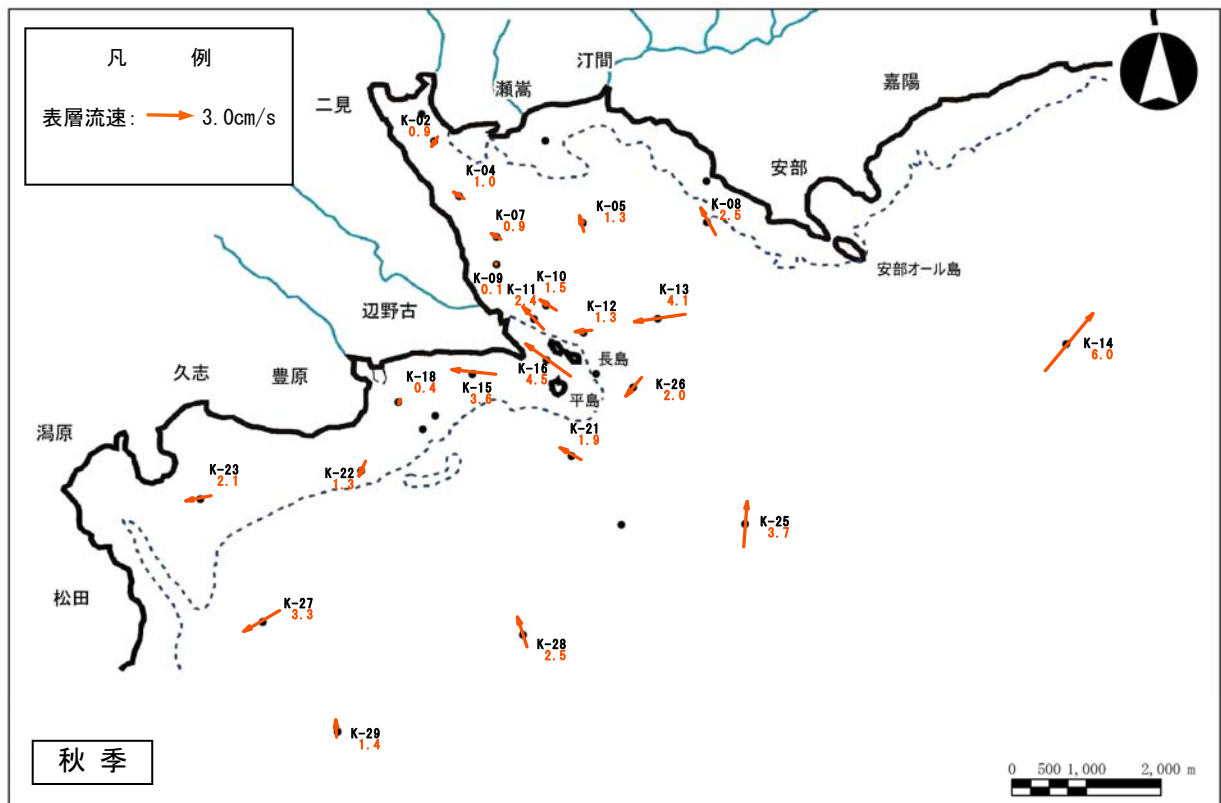 凡 例
表層流速: 3.0cm/s
汀間
瀬嵩
嘉陽
二見
K-02
0.9
安部
K-04
1.0
K-05
1.3
K-08
2.5
K-07
0.9
安部オール島
K-09
0.1
K-10
1.5
K-11
2.4
K-13
4.1
K-12
1.3
辺野古
K-14
6.0
長島
K-16
4.5
久志
豊原
K-18
0.4
K-15
3.6
K-26
2.0
平島
潟原
K-21
1.9
K-23
2.1
K-22
1.3
K-25
3.7
松田
K-27
3.3
K-28
2.5
K-29
1.4
秋 季
0 500 1,000 2,000 m